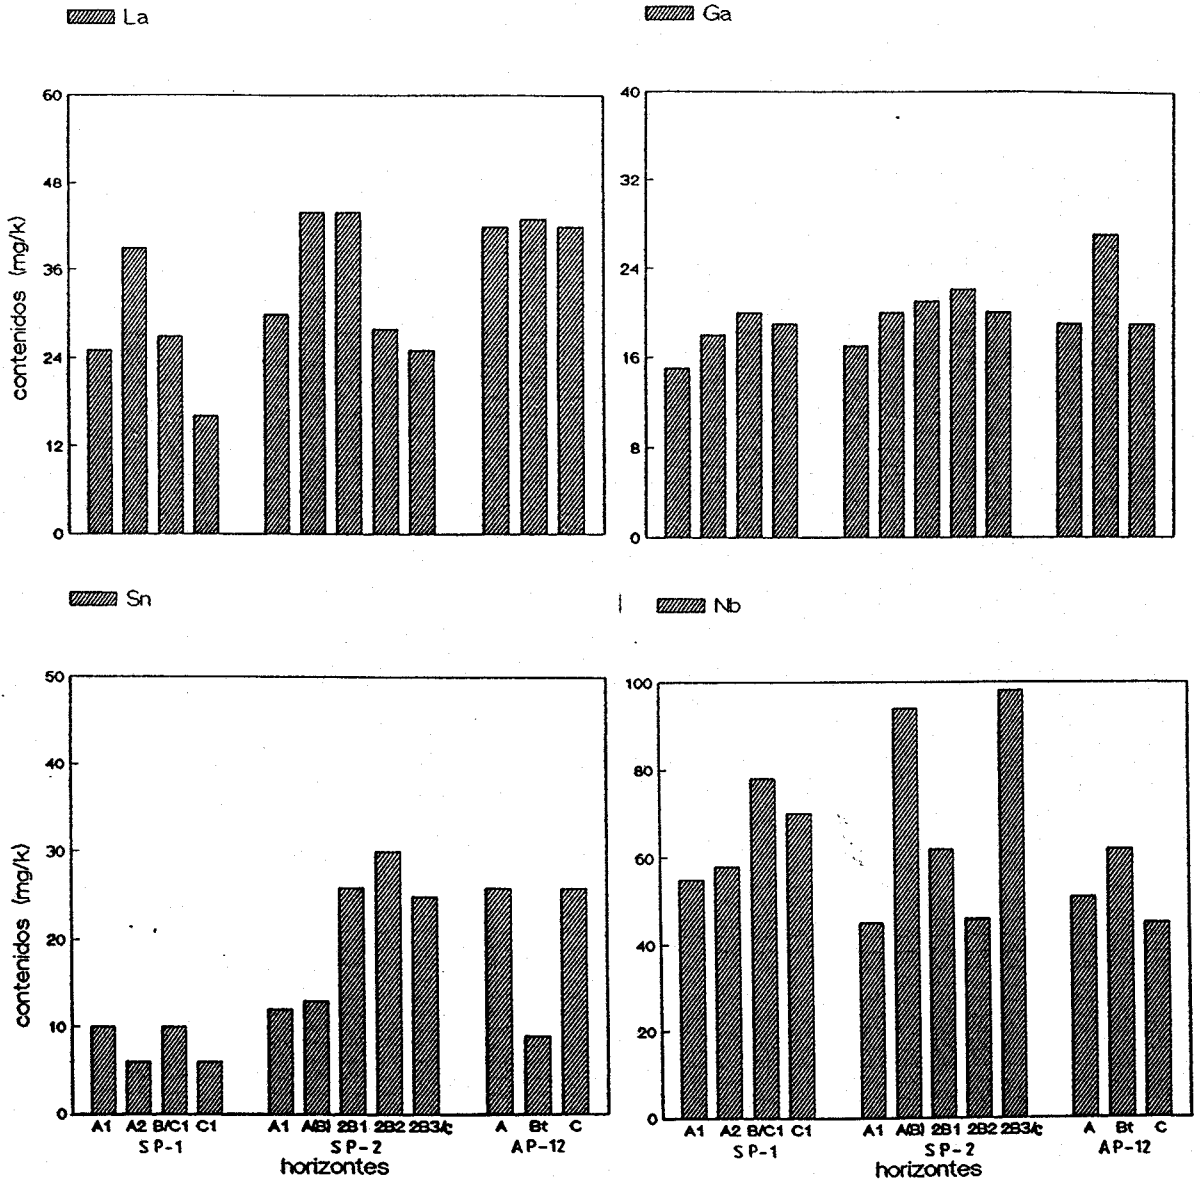 La
60
48
36
24
12
0
contenidos (mg/k)
Ga
40
32
24
16
8
0
Sn
50
40
30
20
10
0
contenidos (mg/k)
A1 A2 B/C1 C1 A1 A(B) 2B1 2B2 2B3/c A Bt C
SP-1 SP-2 AP-12
horizontes
Nb
100
80
60
40
20
0
A1 A2 B/C1 C1 A1 A(B) 2B1 2B2 2B3/c A Bt C
SP-1 SP-2 AP-12
horizontes